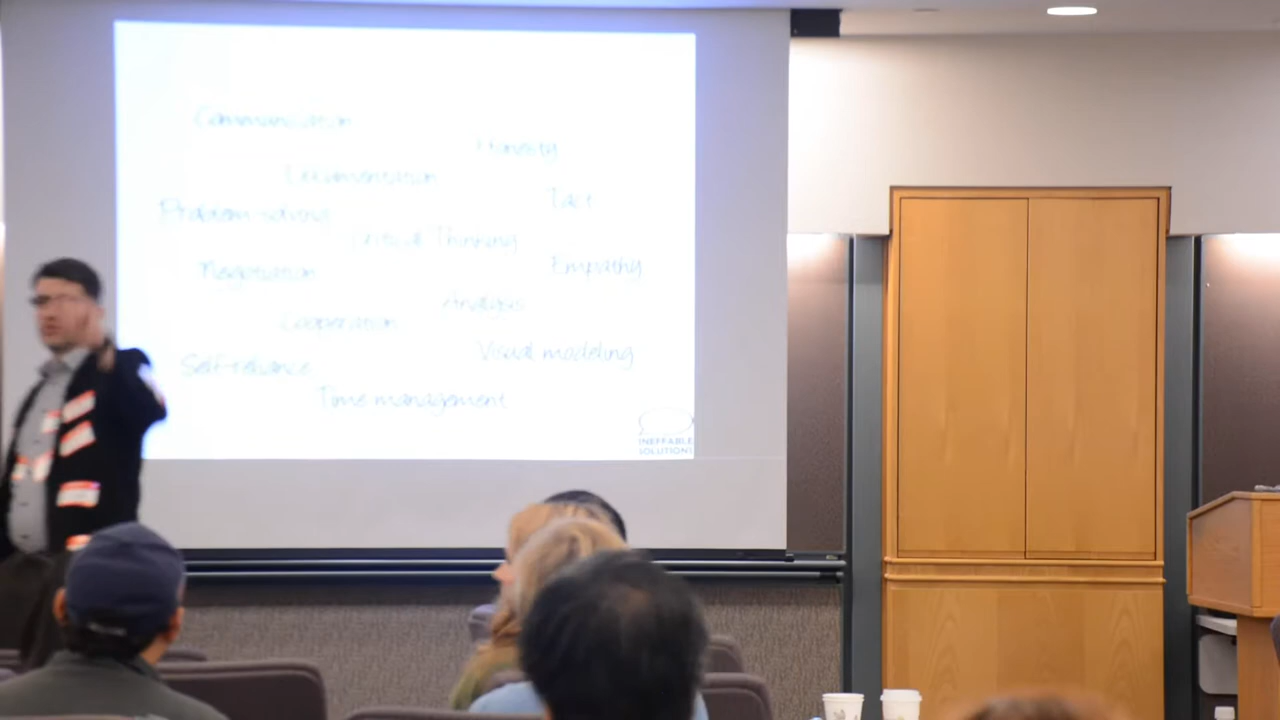 Communication
Honesty
Documentation
Tact
Problem-solving
Critical Thinking
Negotiation
Empathy
Analysis
Cooperation
Visual modeling
Self-reliance
Time management
INEFFABLE
SOLUTIONS